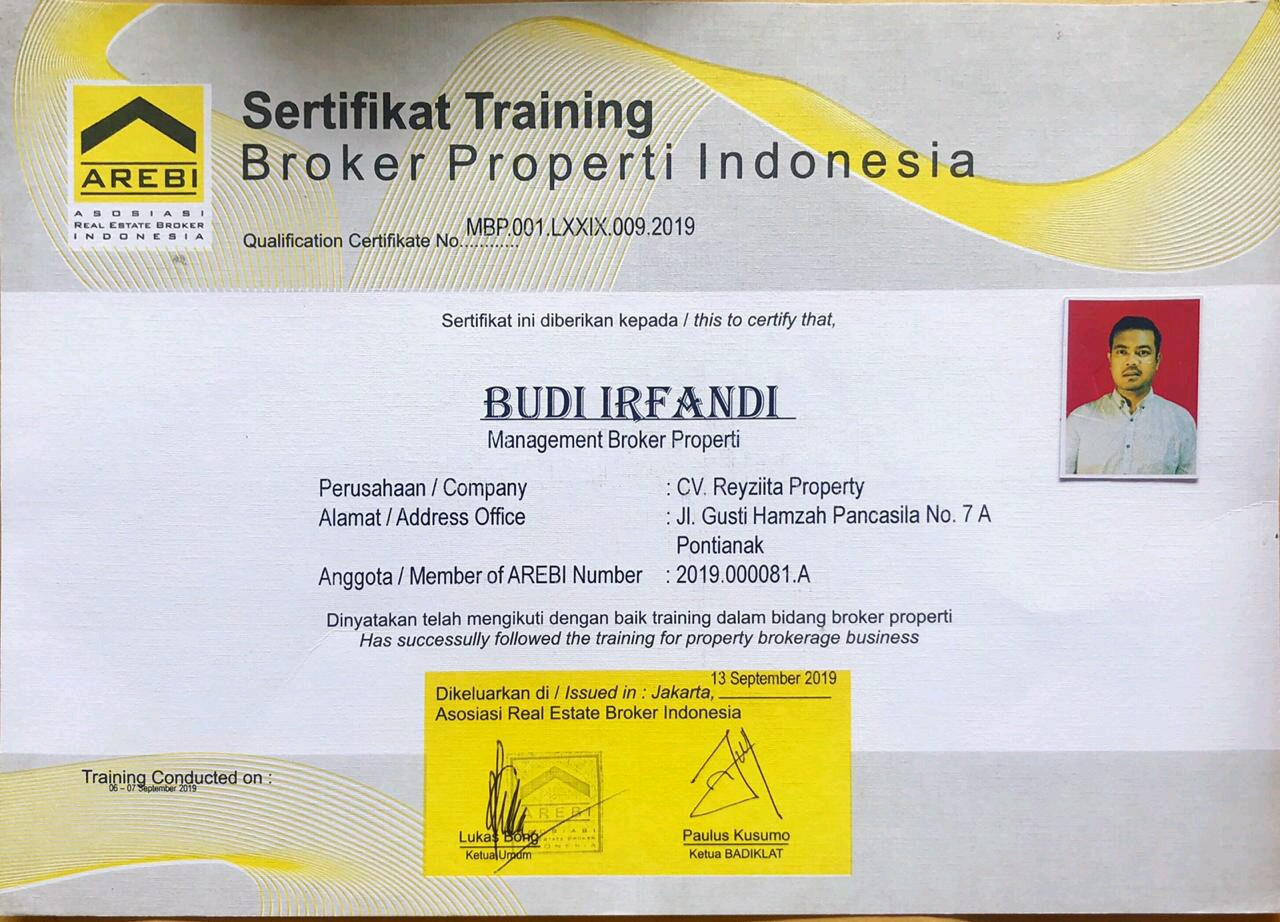 AREBI
ASOSIASI
REAL ESTATE BROKER
INDONESIA
Sertifikat Training
Broker Properti Indonesia
Qualification Certifikate No............ MBP.001.LXXIX.009.2019
Sertifikat ini diberikan kepada / this to certify that,
BUDI IRFANDI
Management Broker Properti
Perusahaan / Company : CV. Reyziita Property
Alamat / Address Office : Jl. Gusti Hamzah Pancasila No. 7 A
Pontianak
Anggota / Member of AREBI Number : 2019.000081.A
Dinyatakan telah mengikuti dengan baik training dalam bidang broker properti
Has successully followed the training for property brokerage business
Dikeluarkan di / Issued in : Jakarta, 13 September 2019
Asosiasi Real Estate Broker Indonesia
Training Conducted on :
06 – 07 September 2019
AREBI
Lukas Bong
Ketua Umum
Paulus Kusumo
Ketua BADIKLAT